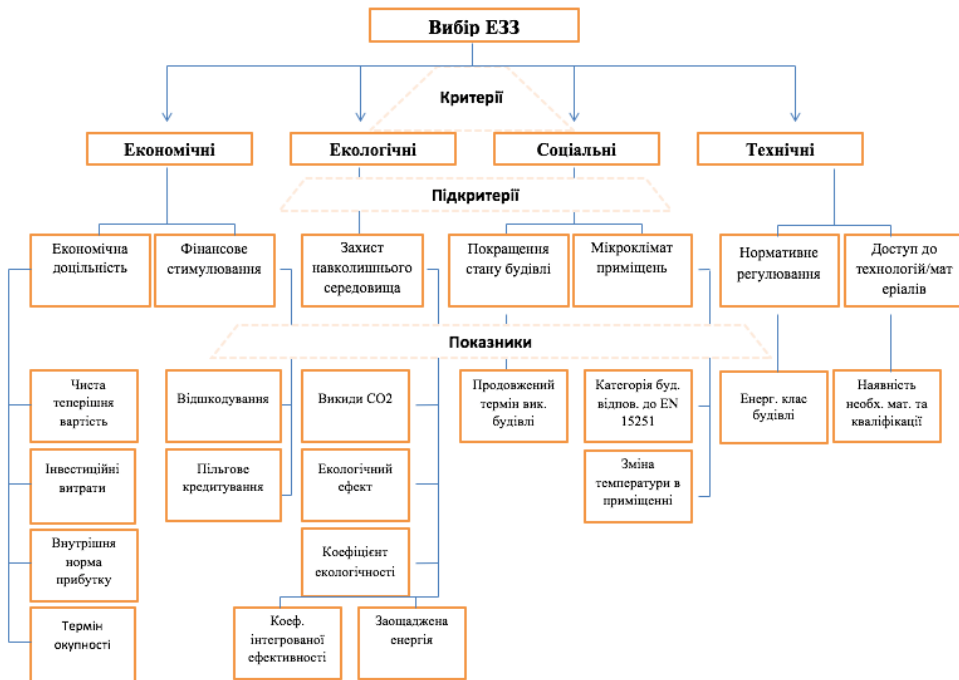 Вибір ЕЗЗ
Критерії
Економічні
Екологічні
Соціальні
Технічні
Підкритерії
Економічна
доцільність
Фінансове
стимулювання
Захист
навколишнього
середовища
Покращення
стану будівлі
Мікроклімат
приміщень
Нормативне
регулювання
Доступ до
технологій/мат
еріалів
Показники
Чиста
теперішня
вартість
Відшкодування
Викиди СО2
Продовжений
термін вик.
будівлі
Категорія буд.
відпов. до EN
15251
Енерг. клас
будівлі
Наявність
необх. мат. та
кваліфікації
Інвестиційні
витрати
Пільгове
кредитування
Екологічний
ефект
Зміна
температури в
приміщенні
Внутрішня
норма
прибутку
Коефіцієнт
екологічності
Термін
окупності
Коеф.
інтегрованої
ефективності
Заощаджена
енергія